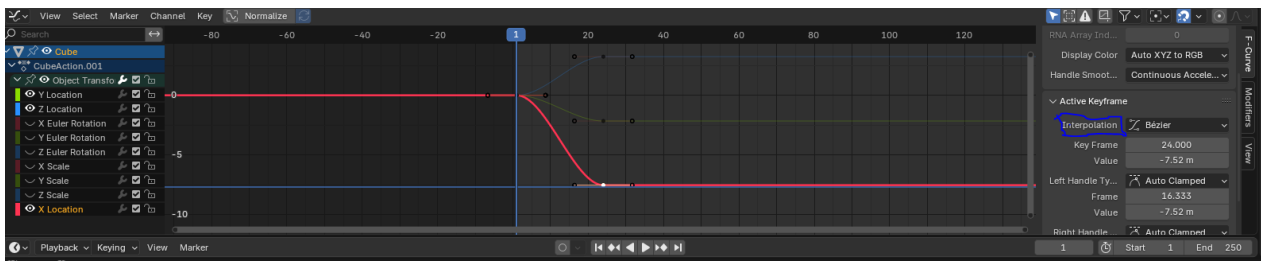 View Select Marker Channel Key Normalize
Search
-80 -60 -40 -20 1 20 40 60 80 100 120
Cube
CubeAction.001
Object Transfo
Y Location
Z Location
X Euler Rotation
Y Euler Rotation
Z Euler Rotation
X Scale
Y Scale
Z Scale
X Location
0
-5
-10
RNA Array Ind... 0
Display Color Auto XYZ to RGB
Handle Smoot... Continuous Accele...
Active Keyframe
Interpolation Bézier
Key Frame 24.000
Value -7.52 m
Left Handle Ty... Auto Clamped
Frame 16.333
Value -7.52 m
Right Handle ... Auto Clamped
F-Curve
Modifiers
View
Playback Keying View Marker 1 Start 1 End 250